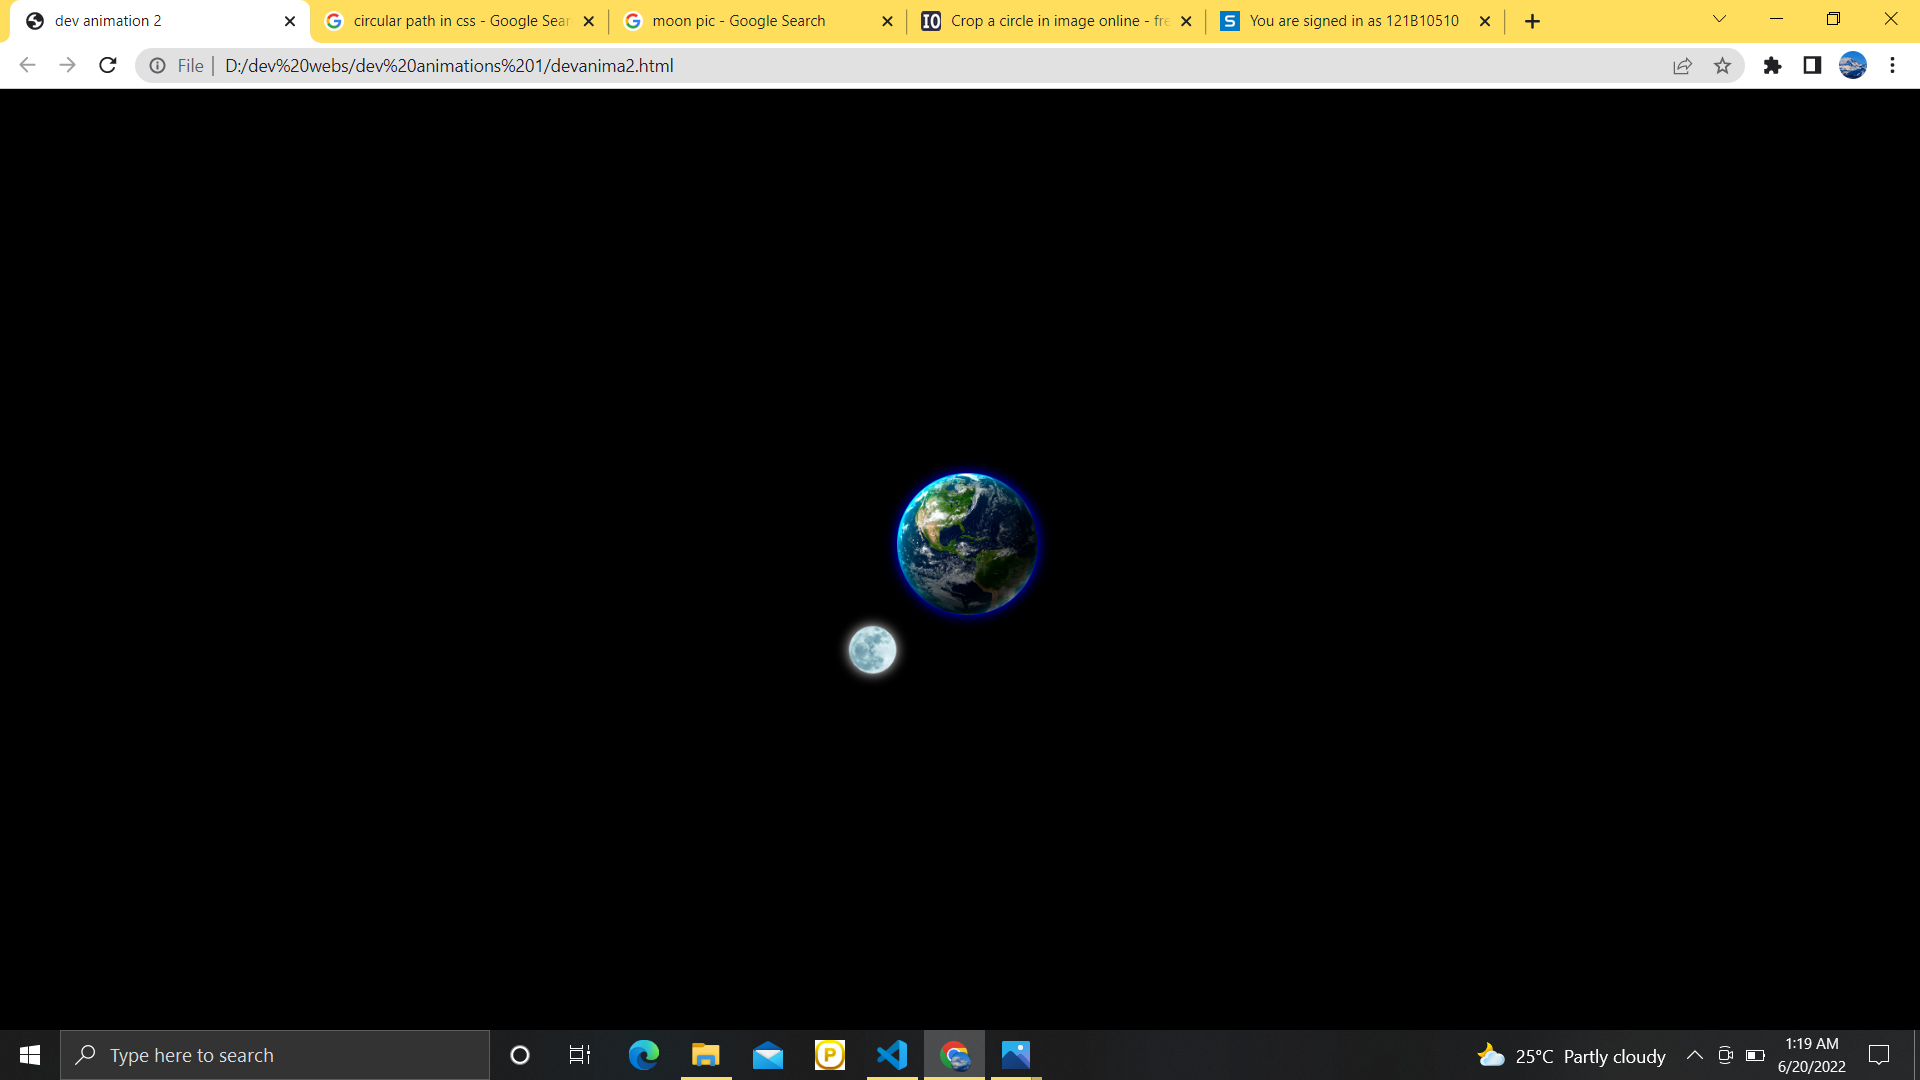 dev animation 2
circular path in css - Google Sear
moon pic - Google Search
IO Crop a circle in image online - fre
S You are signed in as 121B10510
File D:/dev%20webs/dev%20animations%201/devanima2.html
Type here to search
P
25°C Partly cloudy
1:19 AM
6/20/2022